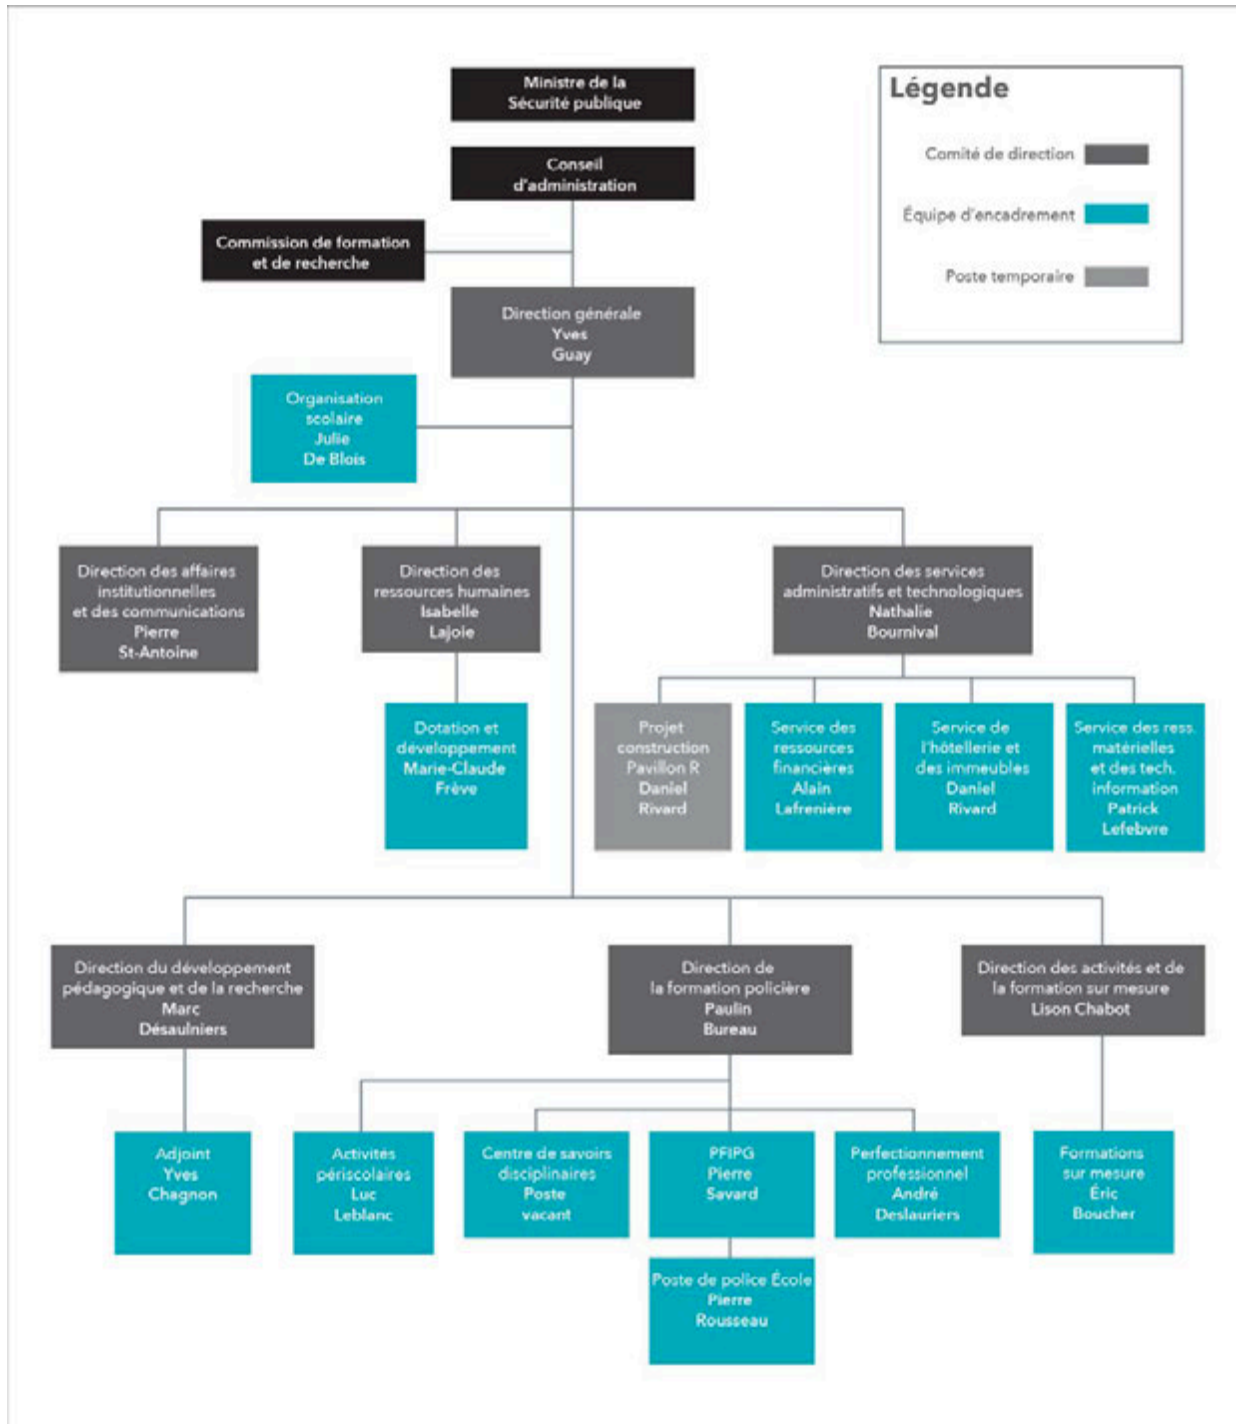 Ministre de la
Sécurité publique
Légende
Comité de direction
Équipe d'encadrement
Poste temporaire
Conseil
d'administration
Commission de formation
et de recherche
Direction générale
Yves
Guay
Organisation
scolaire
Julie
De Blois
Direction des affaires
institutionnelles
et des communications
Pierre
St-Antoine
Direction des
ressources humaines
Isabelle
Lajoie
Direction des services
administratifs et technologiques
Nathalie
Bournival
Dotation et
développement
Marie-Claude
Frève
Projet
construction
Pavillon R
Daniel
Rivard
Service des
ressources
financières
Alain
Lafrenière
Service de
l'hôtellerie et
des immeubles
Daniel
Rivard
Service des ress.
matérielles
et des tech.
information
Patrick
Lefebvre
Direction du développement
pédagogique et de la recherche
Marc
Désaulniers
Direction de
la formation policière
Paulin
Bureau
Direction des activités et de
la formation sur mesure
Lison Chabot
Adjoint
Yves
Chagnon
Activités
périscolaires
Luc
Leblanc
Centre de savoirs
disciplinaires
Poste
vacant
PFIPG
Pierre
Savard
Perfectionnement
professionnel
André
Deslauriers
Formations
sur mesure
Éric
Boucher
Poste de police École
Pierre
Rousseau